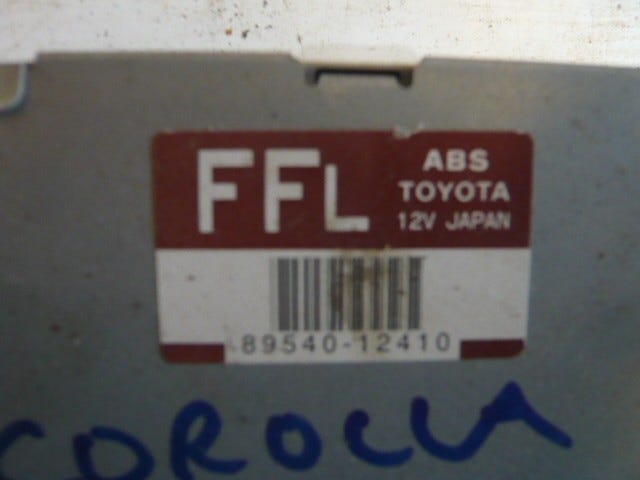 FFL
ABS
TOYOTA
12V JAPAN
89540-12410
COROLLA